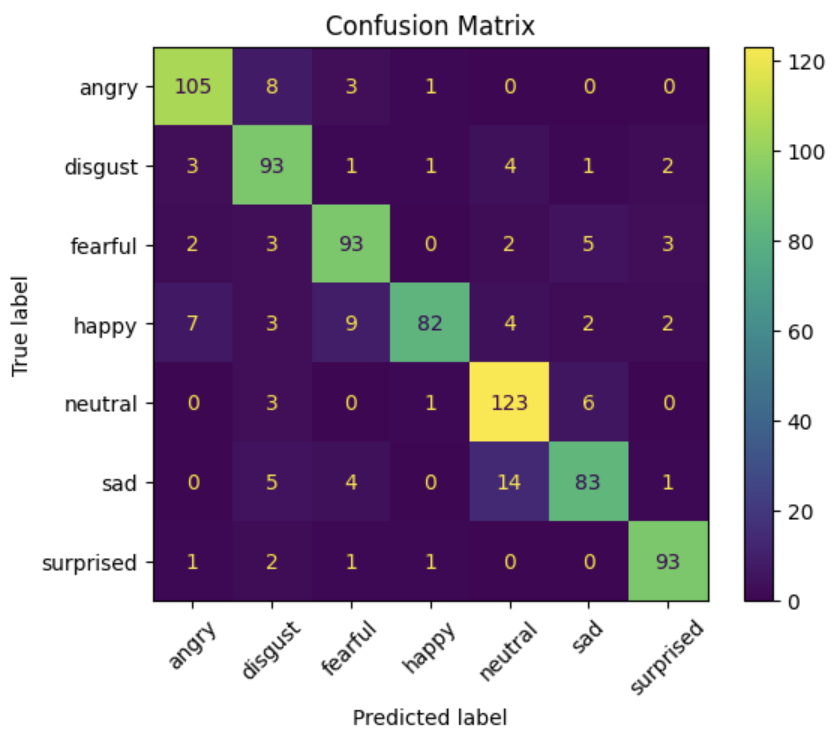 Confusion Matrix
angry 105 8 3 1 0 0 0
disgust 3 93 1 1 4 1 2
fearful 2 3 93 0 2 5 3
happy 7 3 9 82 4 2 2
neutral 0 3 0 1 123 6 0
sad 0 5 4 0 14 83 1
surprised 1 2 1 1 0 0 93
angry disgust fearful happy neutral sad surprised
Predicted label
True label
120
100
80
60
40
20
0